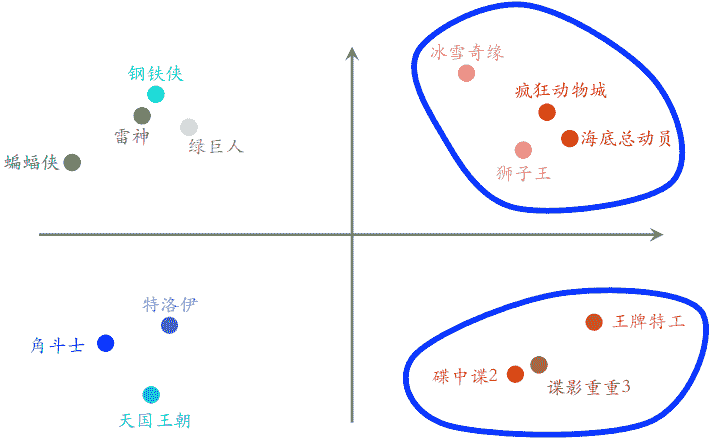 冰雪奇缘
钢铁侠
疯狂动物城
雷神
绿巨人
海底总动员
蝙蝠侠
狮子王
特洛伊
王牌特工
角斗士
碟中谍2
谍影重重3
天国王朝